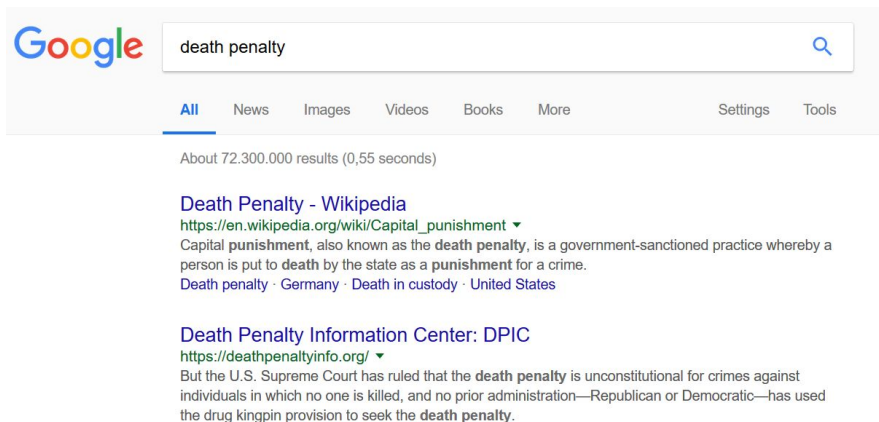 Google
death penalty
All News Images Videos Books More Settings Tools
About 72.300.000 results (0,55 seconds)
Death Penalty - Wikipedia
https://en.wikipedia.org/wiki/Capital_punishment
Capital punishment, also known as the death penalty, is a government-sanctioned practice whereby a
person is put to death by the state as a punishment for a crime.
Death penalty · Germany · Death in custody · United States
Death Penalty Information Center: DPIC
https://deathpenaltyinfo.org/
But the U.S. Supreme Court has ruled that the death penalty is unconstitutional for crimes against
individuals in which no one is killed, and no prior administration—Republican or Democratic—has used
the drug kingpin provision to seek the death penalty.